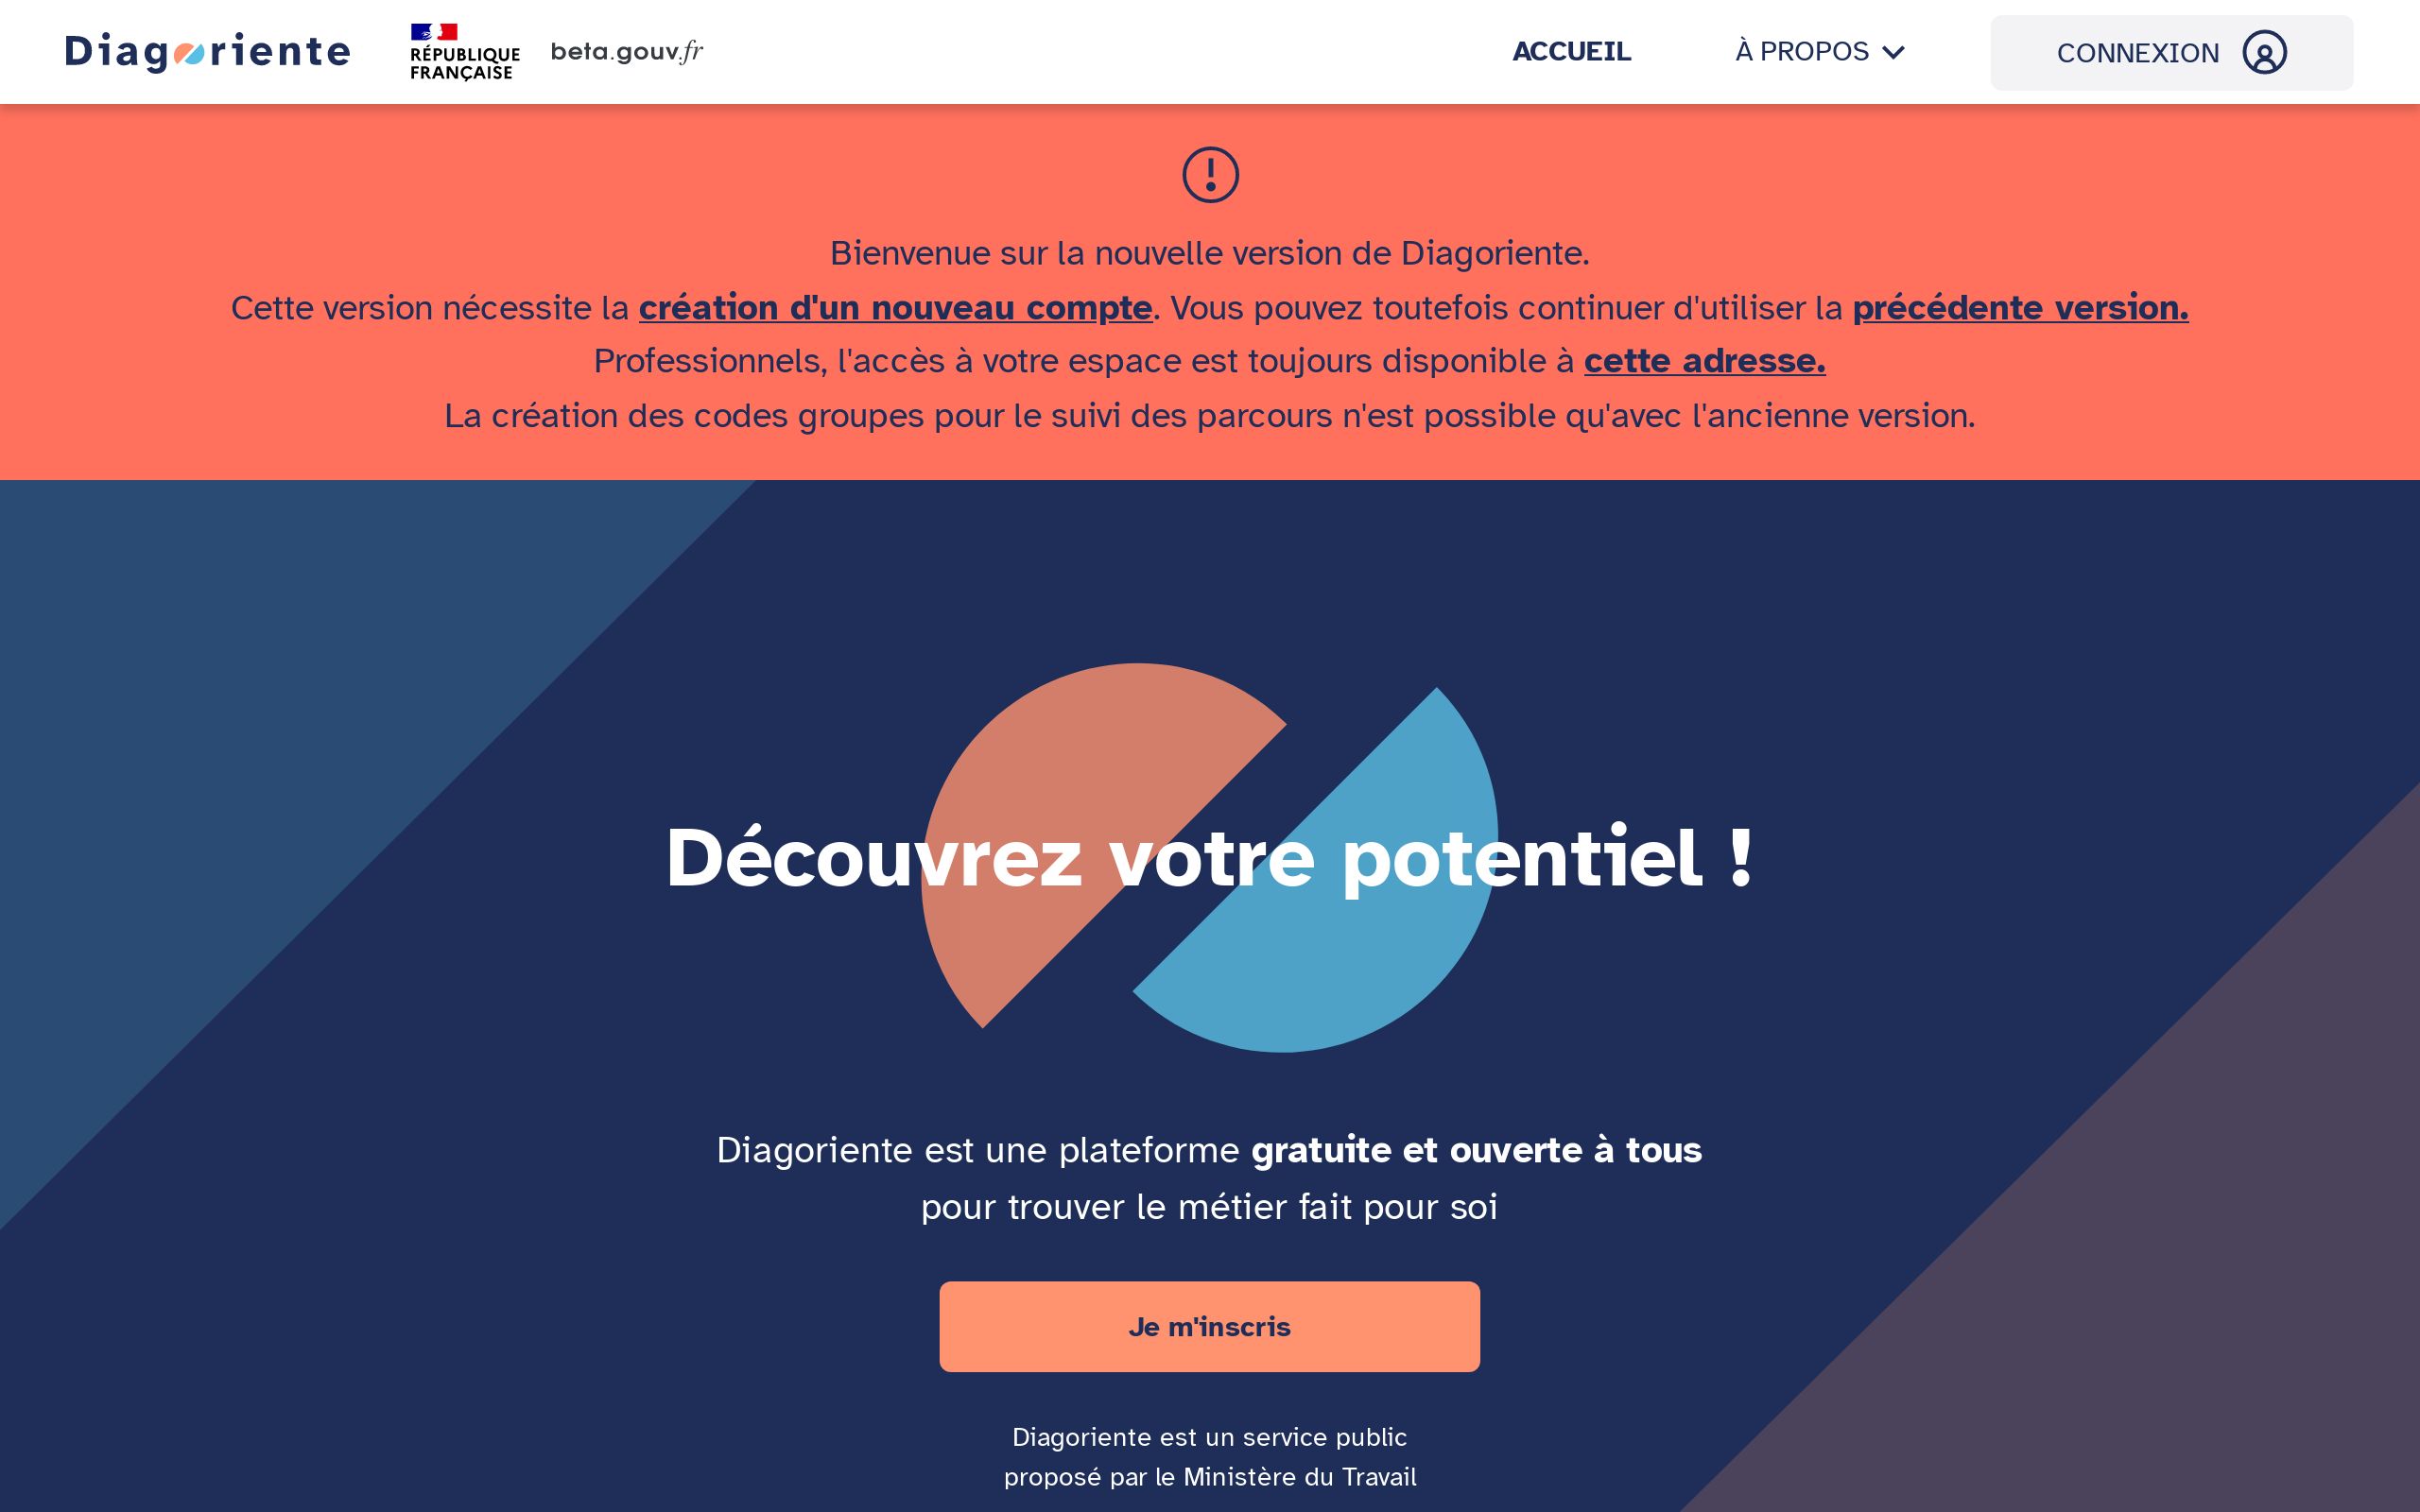 Diagoriente
RÉPUBLIQUE
FRANÇAISE
beta.gouv.fr
ACCUEIL
À PROPOS
CONNEXION
Bienvenue sur la nouvelle version de Diagoriente.
Cette version nécessite la création d'un nouveau compte. Vous pouvez toutefois continuer d'utiliser la précédente version.
Professionnels, l'accès à votre espace est toujours disponible à cette adresse.
La création des codes groupes pour le suivi des parcours n'est possible qu'avec l'ancienne version.
Découvrez votre potentiel !
Diagoriente est une plateforme gratuite et ouverte à tous
pour trouver le métier fait pour soi
Je m'inscris
Diagoriente est un service public
proposé par le Ministère du Travail